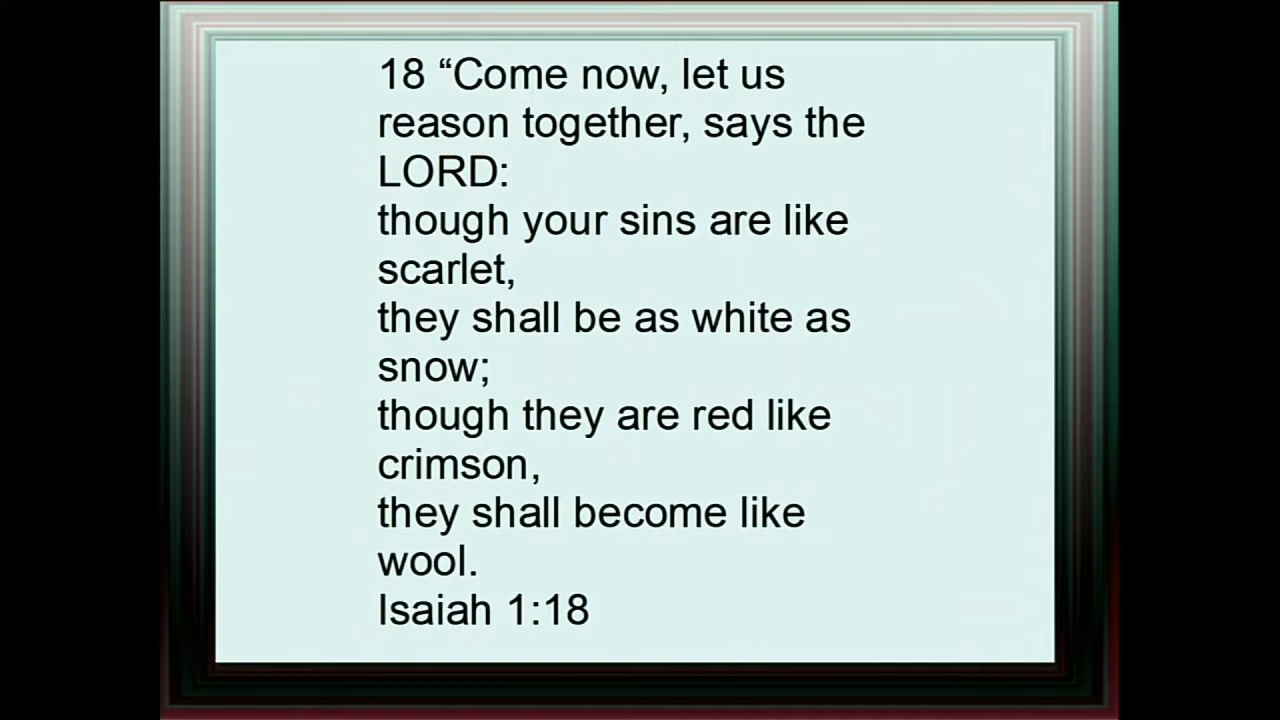 18 “Come now, let us
reason together, says the
LORD:
though your sins are like
scarlet,
they shall be as white as
snow;
though they are red like
crimson,
they shall become like
wool.
Isaiah 1:18